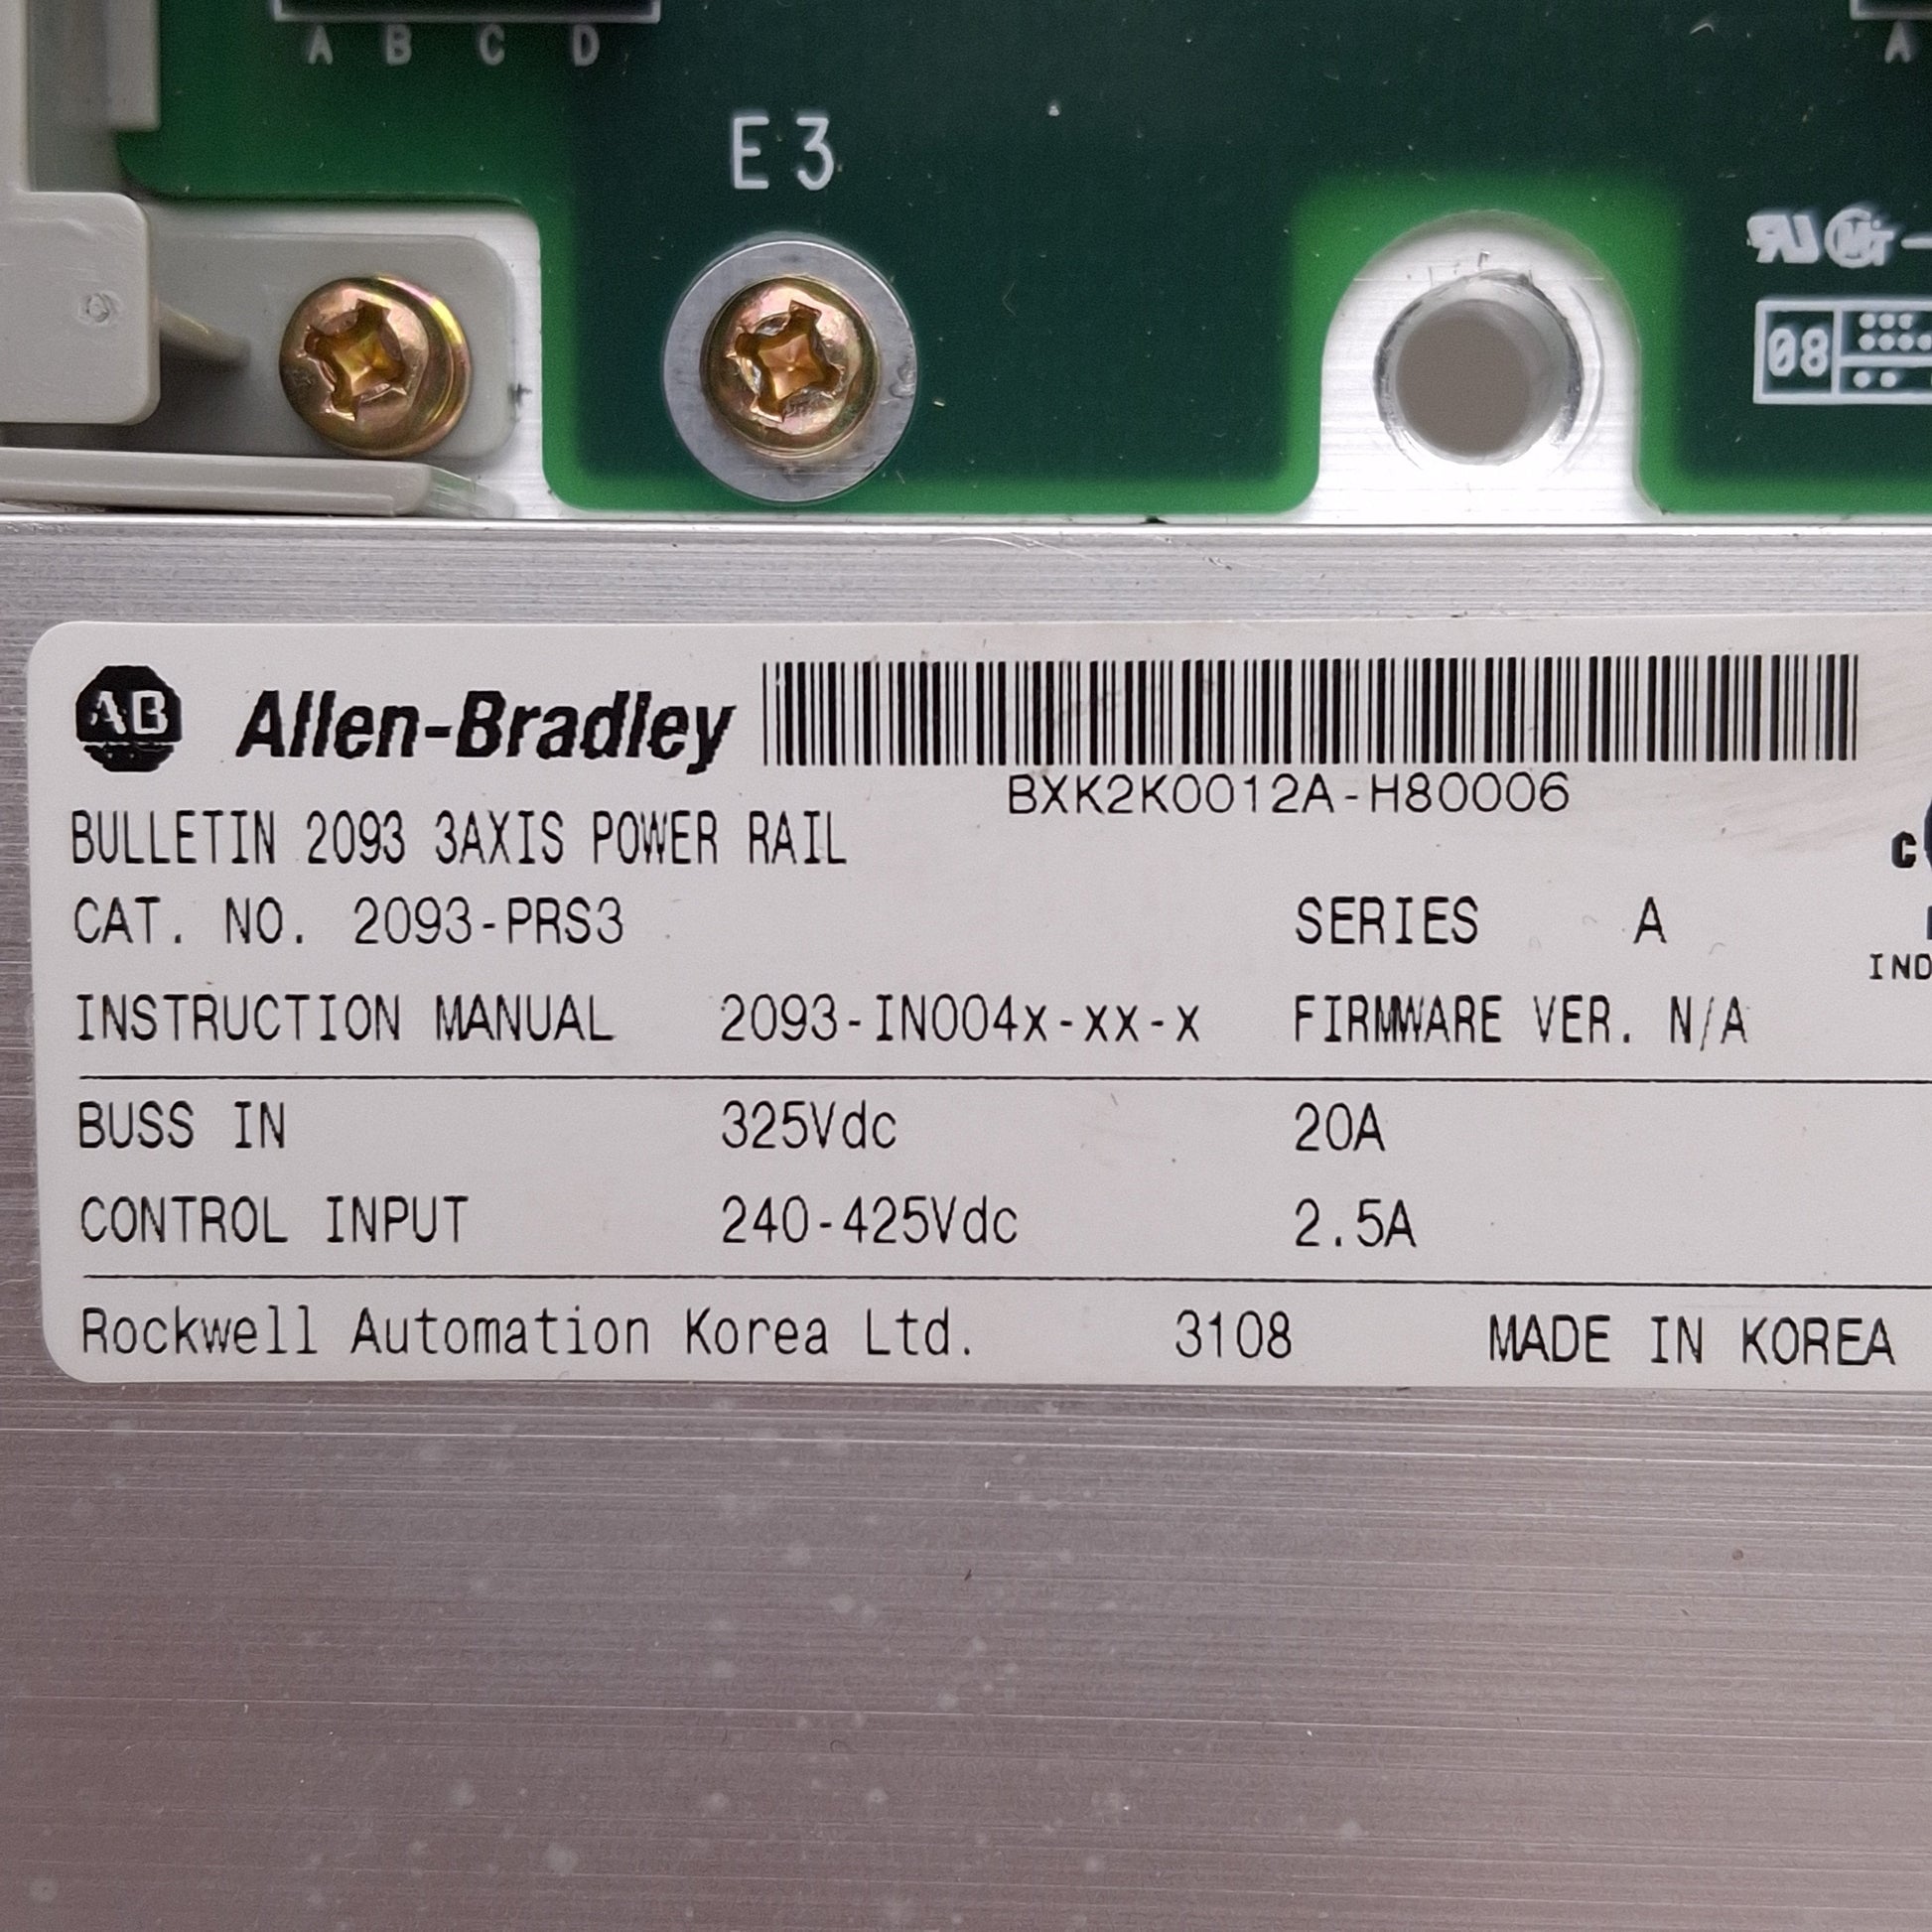 A B C D
A
E3
08
AB Allen-Bradley
BXK2K0012A-H80006
BULLETIN 2093 3AXIS POWER RAIL
CAT. NO. 2093-PRS3 SERIES A
INSTRUCTION MANUAL 2093-IN004x-xx-x FIRMWARE VER. N/A
BUSS IN 325Vdc 20A
CONTROL INPUT 240-425Vdc 2.5A
Rockwell Automation Korea Ltd. 3108 MADE IN KOREA